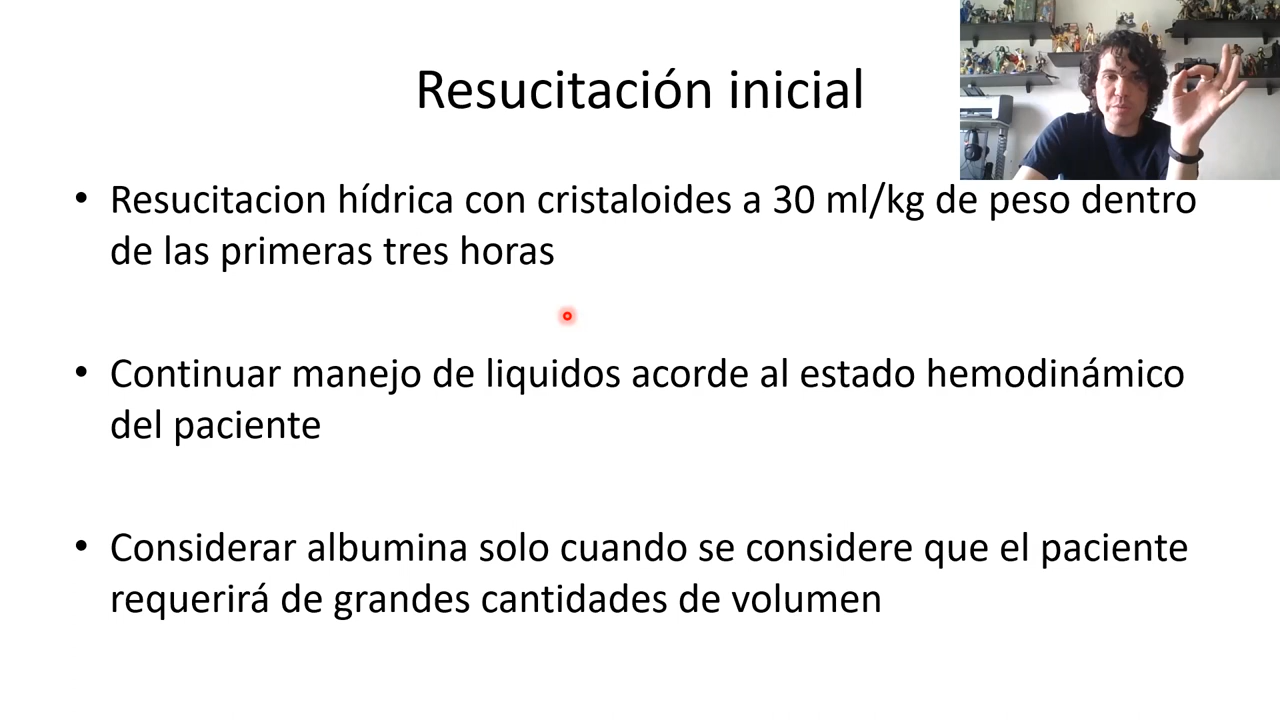 Resucitación inicial
• Resucitacion hídrica con cristaloides a 30 ml/kg de peso dentro
de las primeras tres horas
• Continuar manejo de liquidos acorde al estado hemodinámico
del paciente
• Considerar albumina solo cuando se considere que el paciente
requerirá de grandes cantidades de volumen